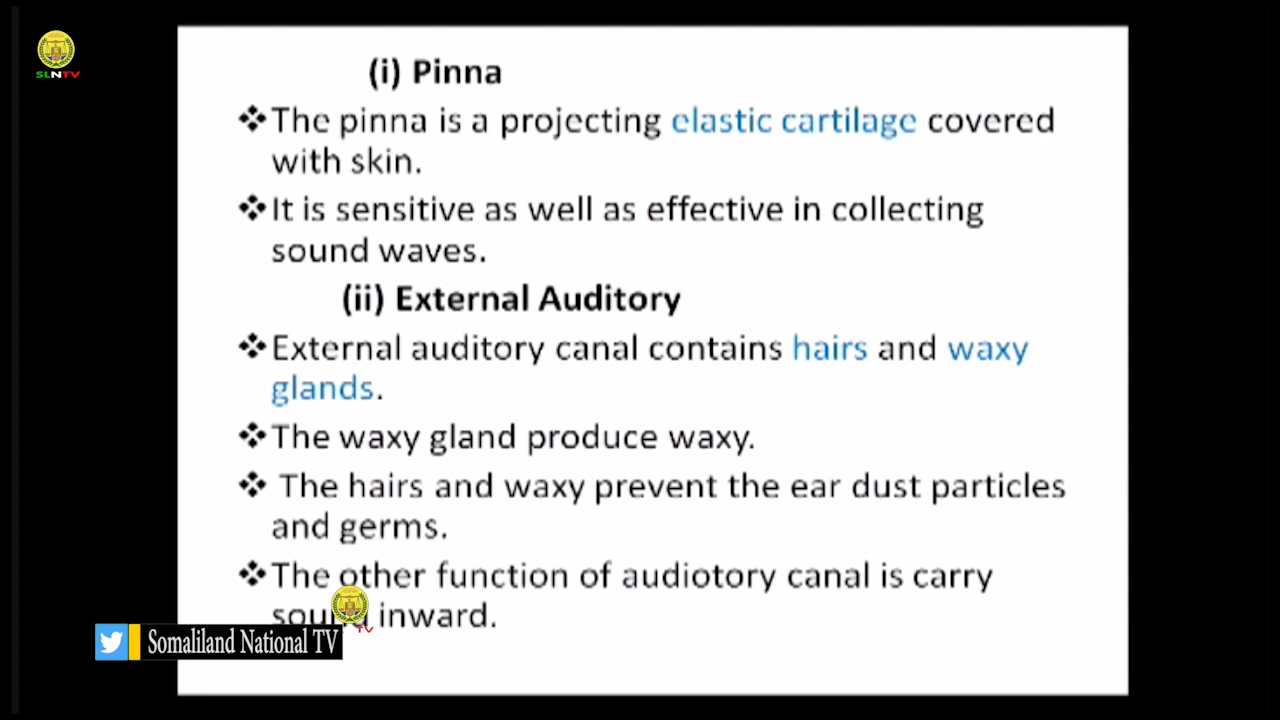 SLNTV
(i) Pinna
❖The pinna is a projecting elastic cartilage covered
with skin.
❖It is sensitive as well as effective in collecting
sound waves.
(ii) External Auditory
❖External auditory canal contains hairs and waxy
glands.
❖The waxy gland produce waxy.
❖ The hairs and waxy prevent the ear dust particles
and germs.
❖The other function of audiotory canal is carry
sound inward.
TV
Somaliland National TV